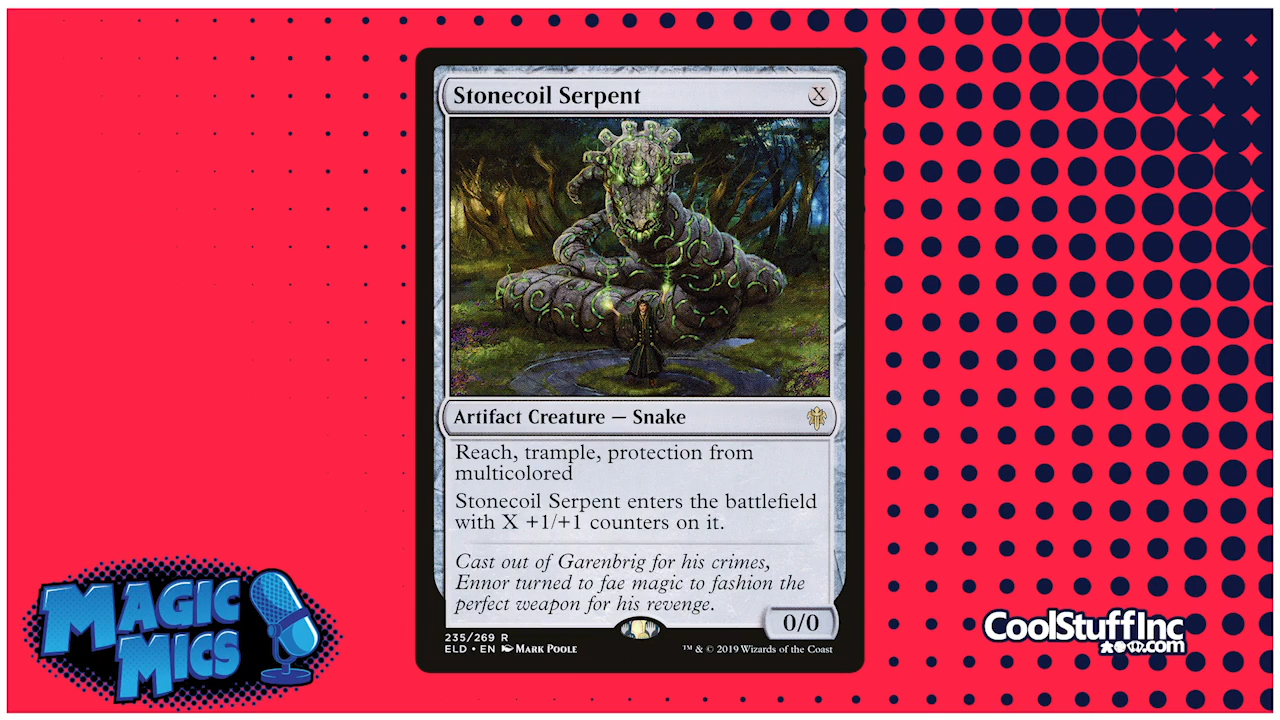 Stonecoil Serpent X
Artifact Creature — Snake
Reach, trample, protection from
multicolored
Stonecoil Serpent enters the battlefield
with X +1/+1 counters on it.
Cast out of Garenbrig for his crimes,
Ennor turned to fae magic to fashion the
perfect weapon for his revenge.
0/0
235/269 R
ELD • EN Mark Poole
™ & © 2019 Wizards of the Coast
MAGIC
MICS
CoolStuffInc
.com